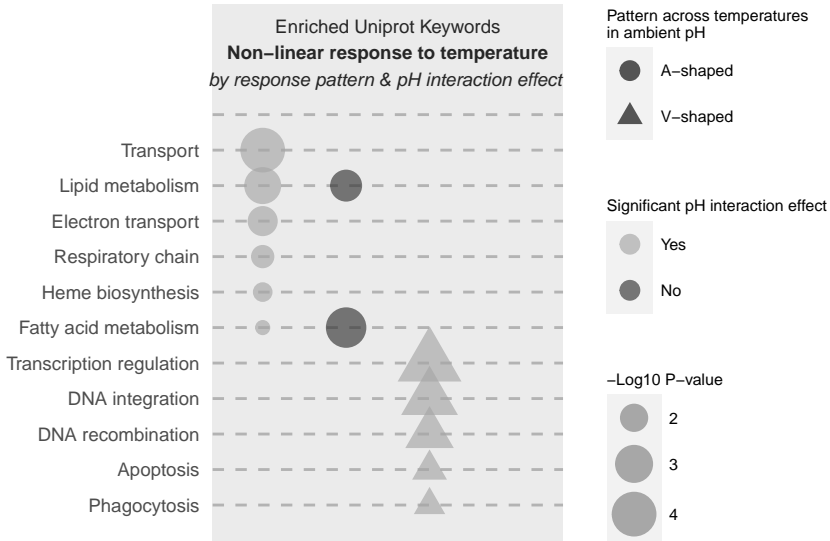 Enriched Uniprot Keywords
Non−linear response to temperature
by response pattern & pH interaction effect
Transport
Lipid metabolism
Electron transport
Respiratory chain
Heme biosynthesis
Fatty acid metabolism
Transcription regulation
DNA integration
DNA recombination
Apoptosis
Phagocytosis
Pattern across temperatures
in ambient pH
A−shaped
V−shaped
Significant pH interaction effect
Yes
No
−Log10 P−value
2
3
4